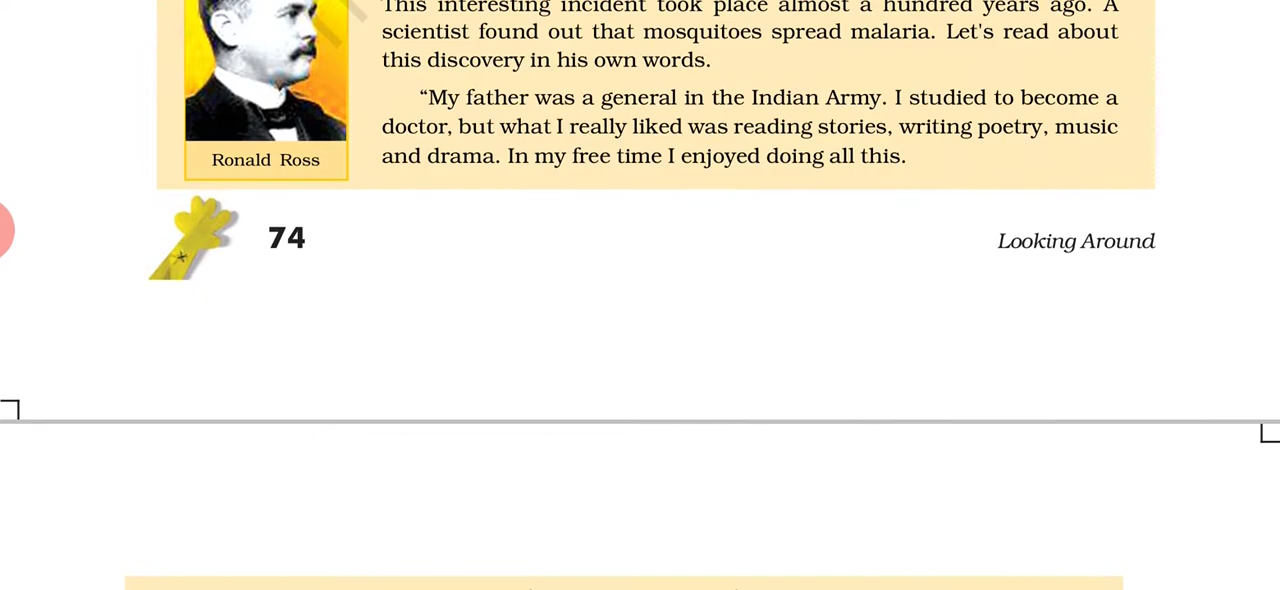 This interesting incident took place almost a hundred years ago. A
scientist found out that mosquitoes spread malaria. Let's read about
this discovery in his own words.
“My father was a general in the Indian Army. I studied to become a
doctor, but what I really liked was reading stories, writing poetry, music
and drama. In my free time I enjoyed doing all this.
Ronald Ross
74
Looking Around